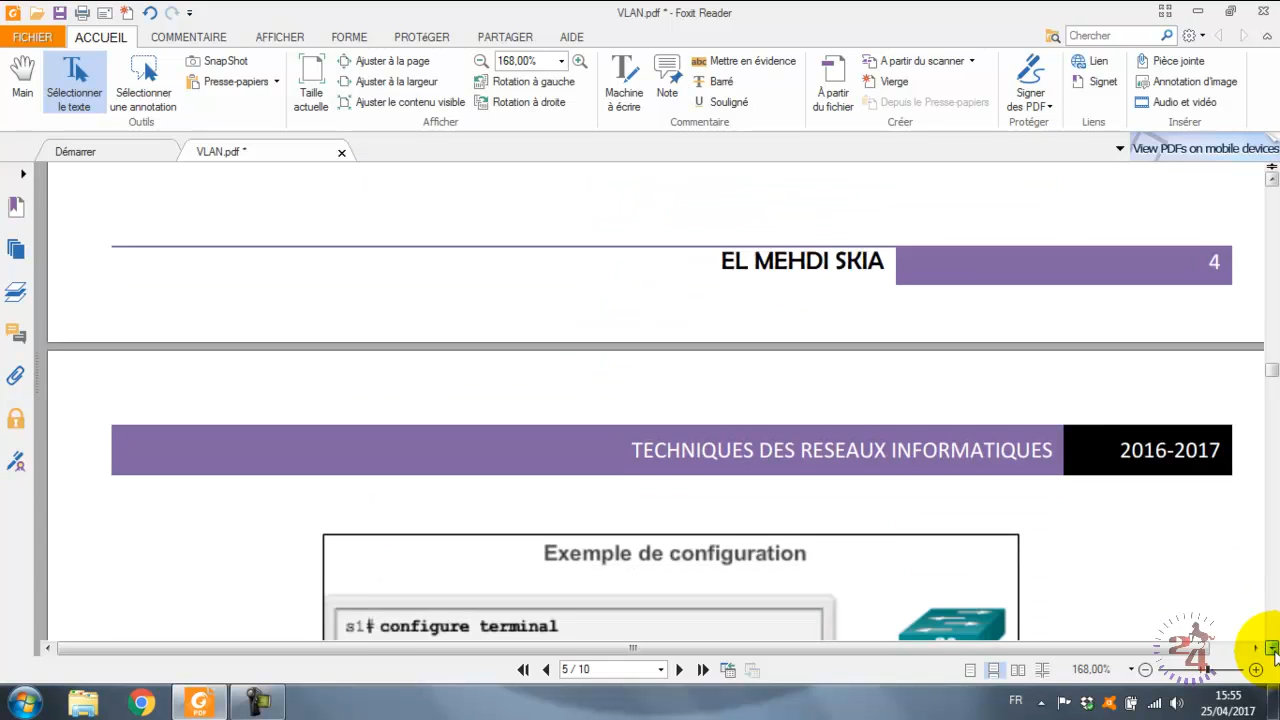 VLAN.pdf * - Foxit Reader
FICHIER ACCUEIL COMMENTAIRE AFFICHER FORME PROTéGER PARTAGER AIDE Chercher
Main
Sélectionner le texte
Sélectionner une annotation
SnapShot
Presse-papiers
Outils
Taille actuelle
Ajuster à la page
Ajuster à la largeur
Ajuster le contenu visible
168,00%
Rotation à gauche
Rotation à droite
Afficher
Machine à écrire
Note
abc Mettre en évidence
T Barré
U Souligné
Commentaire
À partir du fichier
A partir du scanner
Vierge
Depuis le Presse-papiers
Créer
Signer des PDF
Protéger
Lien
Signet
Liens
Pièce jointe
Annotation d'image
Audio et vidéo
Insérer
Démarrer VLAN.pdf * View PDFs on mobile devices
EL MEHDI SKIA 4
TECHNIQUES DES RESEAUX INFORMATIQUES 2016-2017
Exemple de configuration
s1# configure terminal
24
5 / 10 168,00%
FR 15:55
25/04/2017